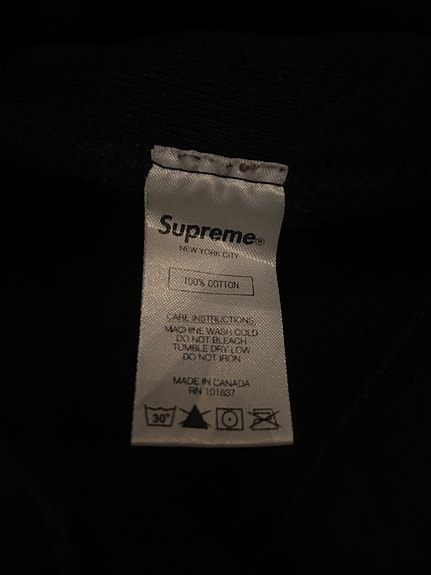 Supreme®
NEW YORK CITY
100% COTTON
CARE INSTRUCTIONS:
MACHINE WASH COLD
DO NOT BLEACH
TUMBLE DRY LOW
DO NOT IRON
MADE IN CANADA
RN 101837
30°